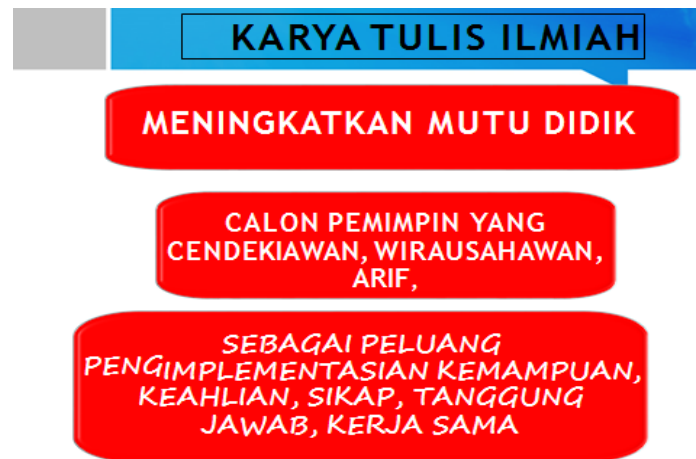 KARYA TULIS ILMIAH
MENINGKATKAN MUTU DIDIK
CALON PEMIMPIN YANG
CENDEKIAWAN, WIRAUSAHAWAN,
ARIF,
SEBAGAI PELUANG
PENGIMPLEMENTASIAN KEMAMPUAN,
KEAHLIAN, SIKAP, TANGGUNG
JAWAB, KERJA SAMA